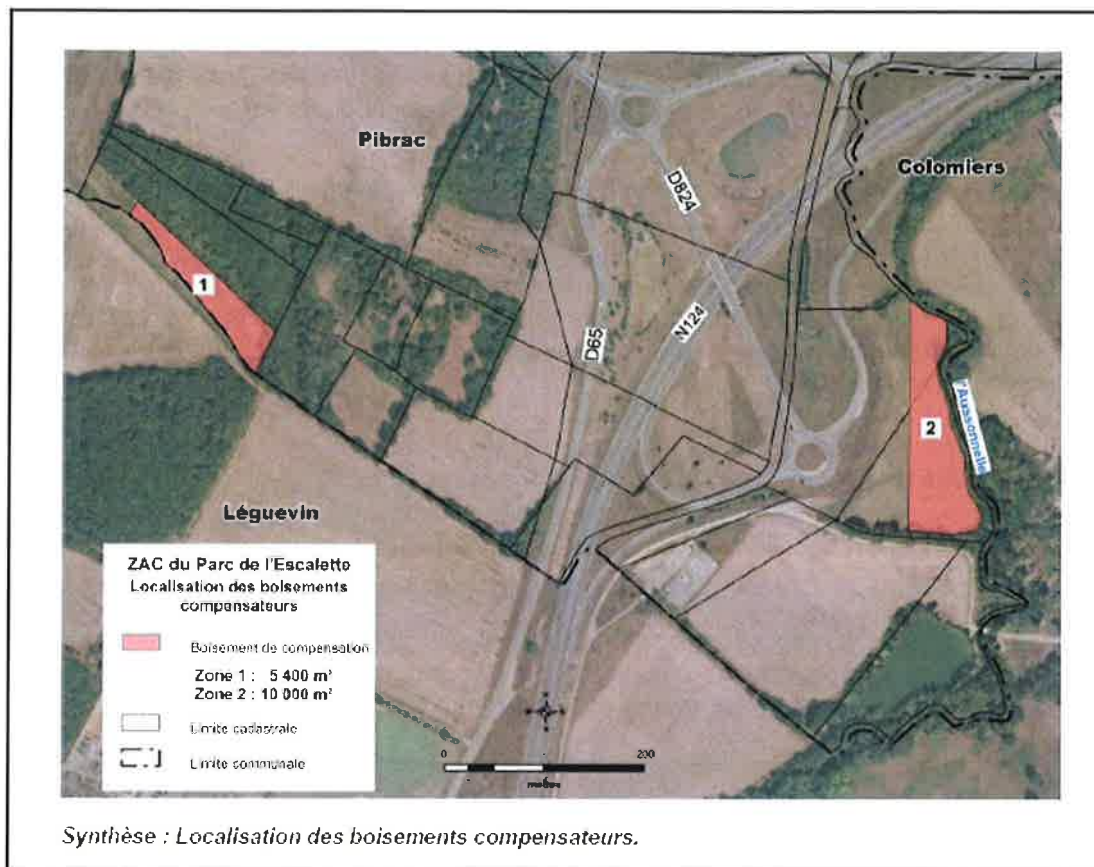 Pibrac
Colomiers
D824
1
N124
D65
2
l'Aussonnelle
Léguevin
ZAC du Parc de l'Escalette
Localisation des boisements
compensateurs
Boisement de compensation
Zone 1 : 5 400 m²
Zone 2 : 10 000 m²
Limite cadastrale
Limite communale
0 200
mètres
Synthèse : Localisation des boisements compensateurs.